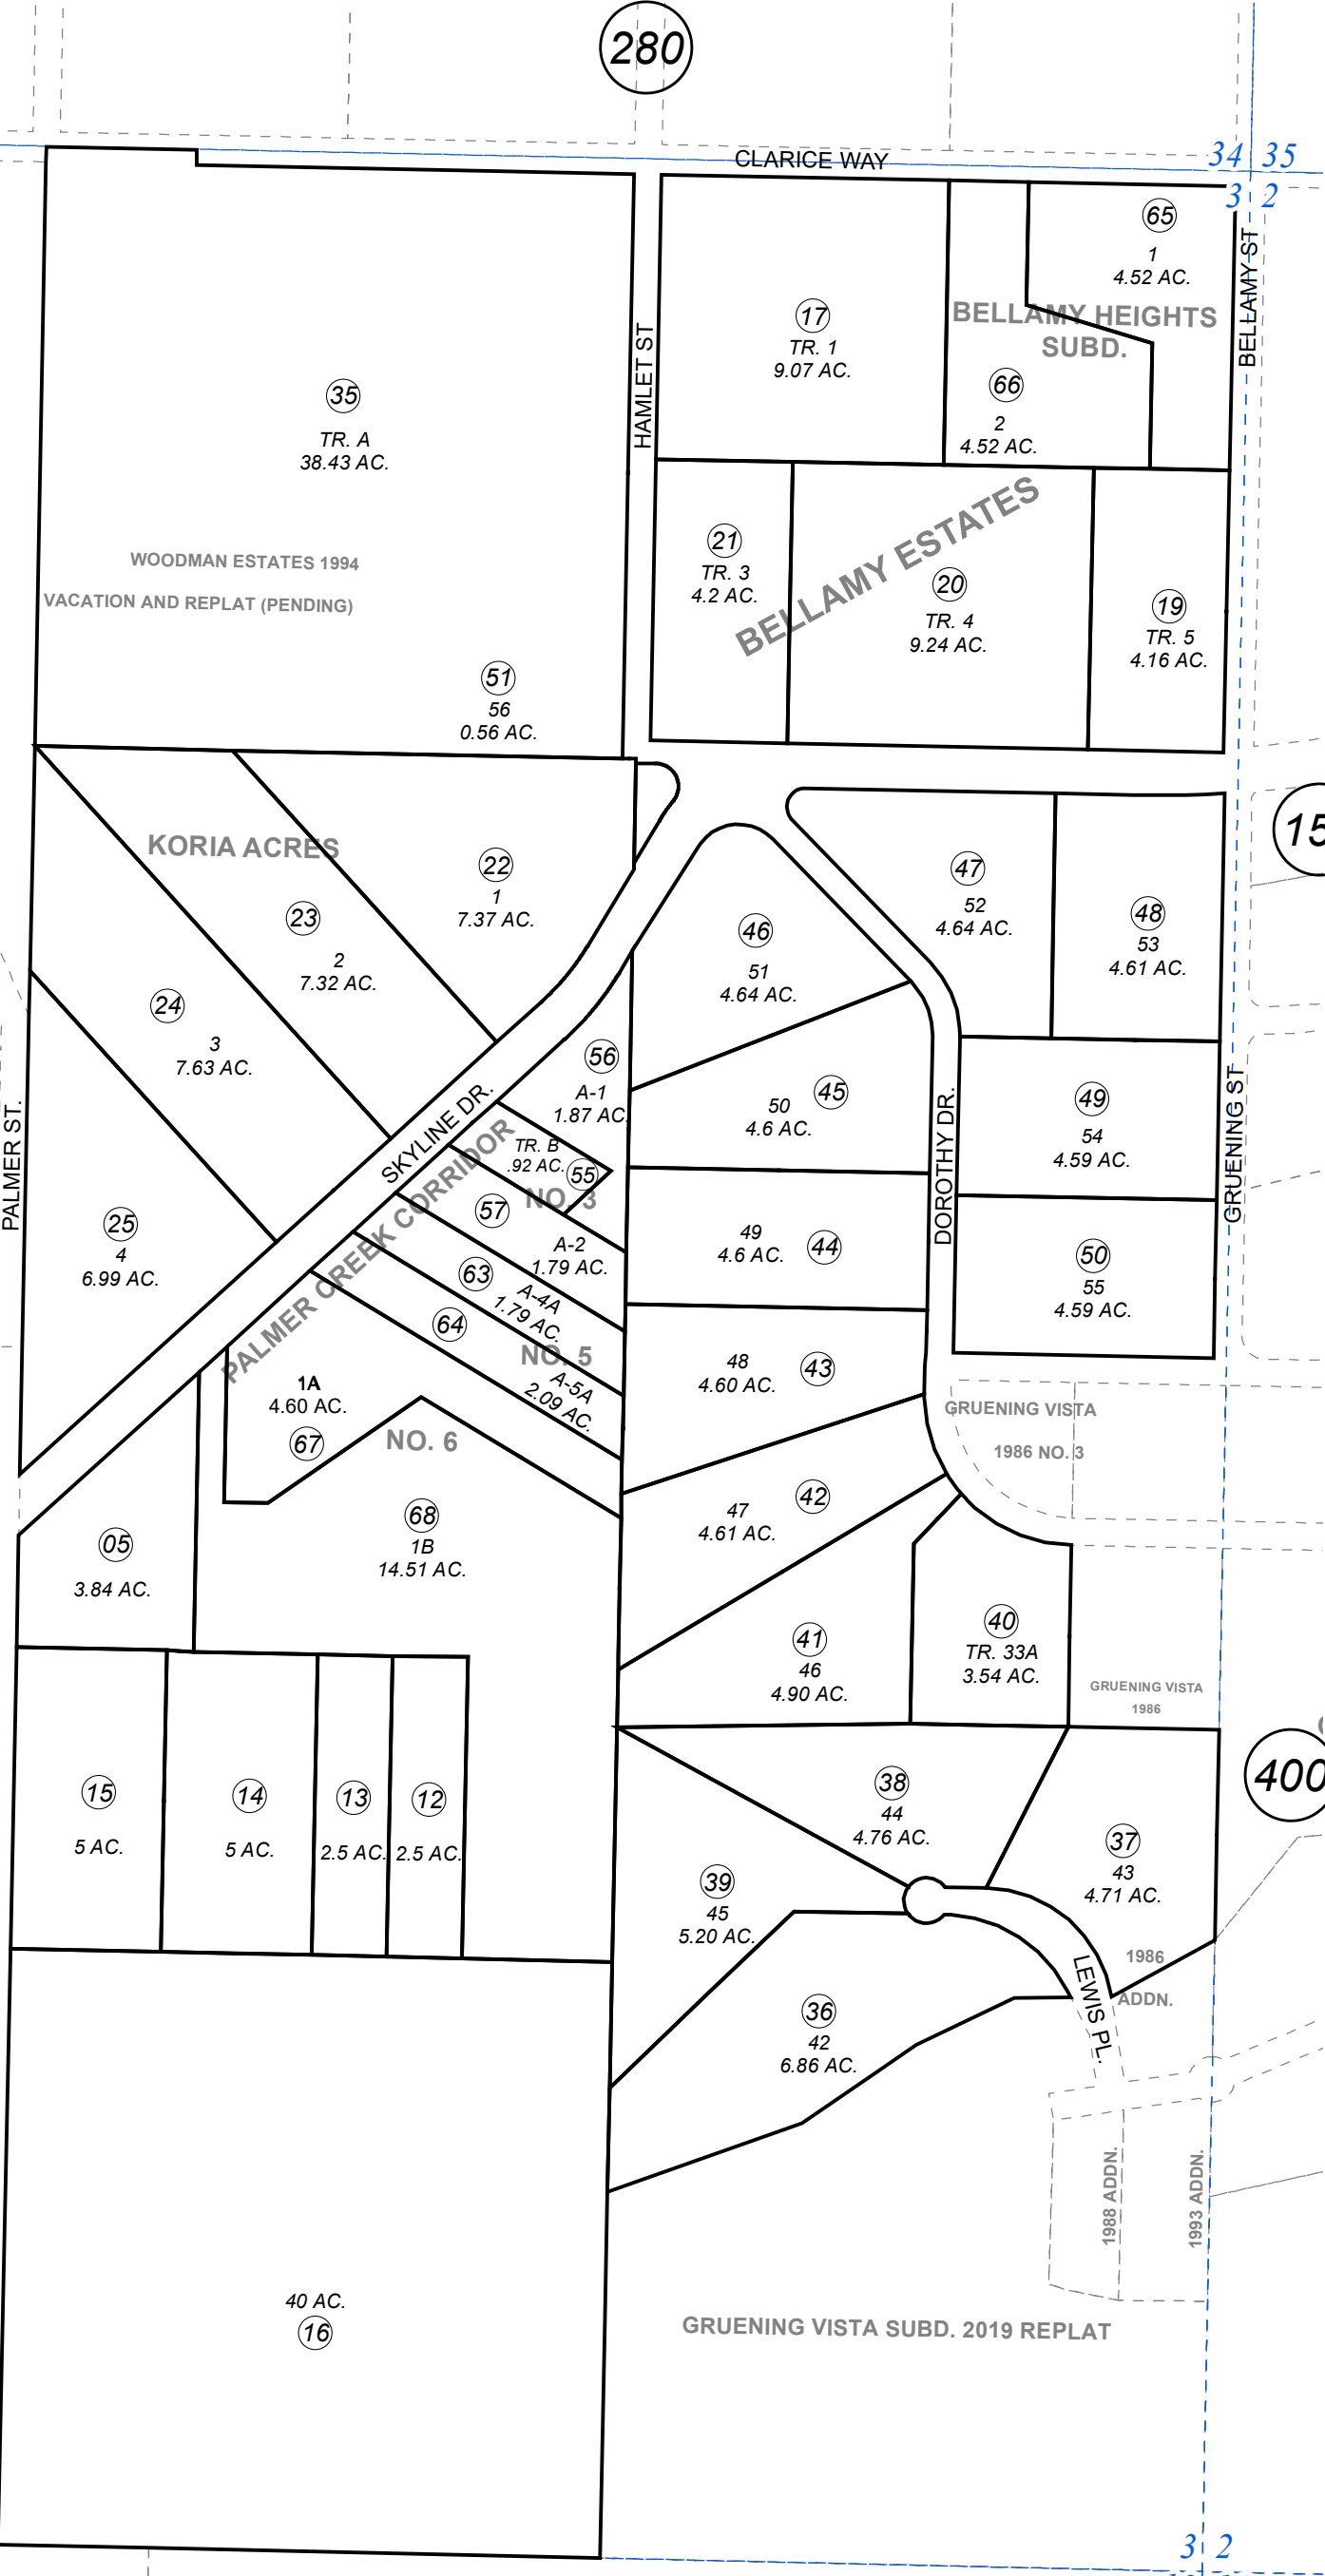 280
CLARICE WAY
34 35
3 2
65
1
4.52 AC.
BELLAMY ST
BELLAMY HEIGHTS
SUBD.
17
TR. 1
9.07 AC.
66
2
4.52 AC.
HAMLET ST
35
TR. A
38.43 AC.
WOODMAN ESTATES 1994
VACATION AND REPLAT (PENDING)
21
TR. 3
4.2 AC.
BELLAMY ESTATES
20
TR. 4
9.24 AC.
19
TR. 5
4.16 AC.
51
56
0.56 AC.
15
KORIA ACRES
22
1
7.37 AC.
23
2
7.32 AC.
24
3
7.63 AC.
47
52
4.64 AC.
48
53
4.61 AC.
46
51
4.64 AC.
56
A-1
1.87 AC.
45
50
4.6 AC.
49
54
4.59 AC.
GRUENING ST
DOROTHY DR.
PALMER ST.
SKYLINE DR.
PALMER CREEK CORRIDOR
TR. B
.92 AC.
55
NO. 3
57
A-2
1.79 AC.
25
4
6.99 AC.
49
4.6 AC.
44
50
55
4.59 AC.
63
A-4A
1.79 AC.
64
NO. 5
A-5A
2.09 AC.
48
4.60 AC.
43
1A
4.60 AC.
67
NO. 6
GRUENING VISTA
1986 NO. 3
47
4.61 AC.
42
68
1B
14.51 AC.
05
3.84 AC.
41
46
4.90 AC.
40
TR. 33A
3.54 AC.
GRUENING VISTA
1986
400
15
5 AC.
14
5 AC.
13
2.5 AC.
12
2.5 AC.
38
44
4.76 AC.
37
43
4.71 AC.
39
45
5.20 AC.
1986
ADDN.
LEWIS PL.
36
42
6.86 AC.
1988 ADDN.
1993 ADDN.
40 AC.
16
GRUENING VISTA SUBD. 2019 REPLAT
3 2